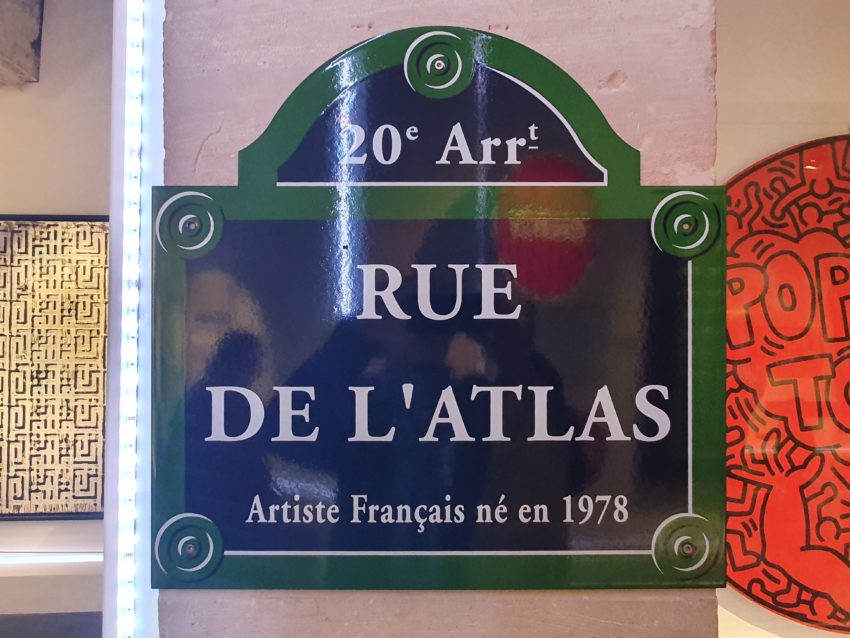 20e Arrt
RUE
DE L'ATLAS
Artiste Français né en 1978
POP